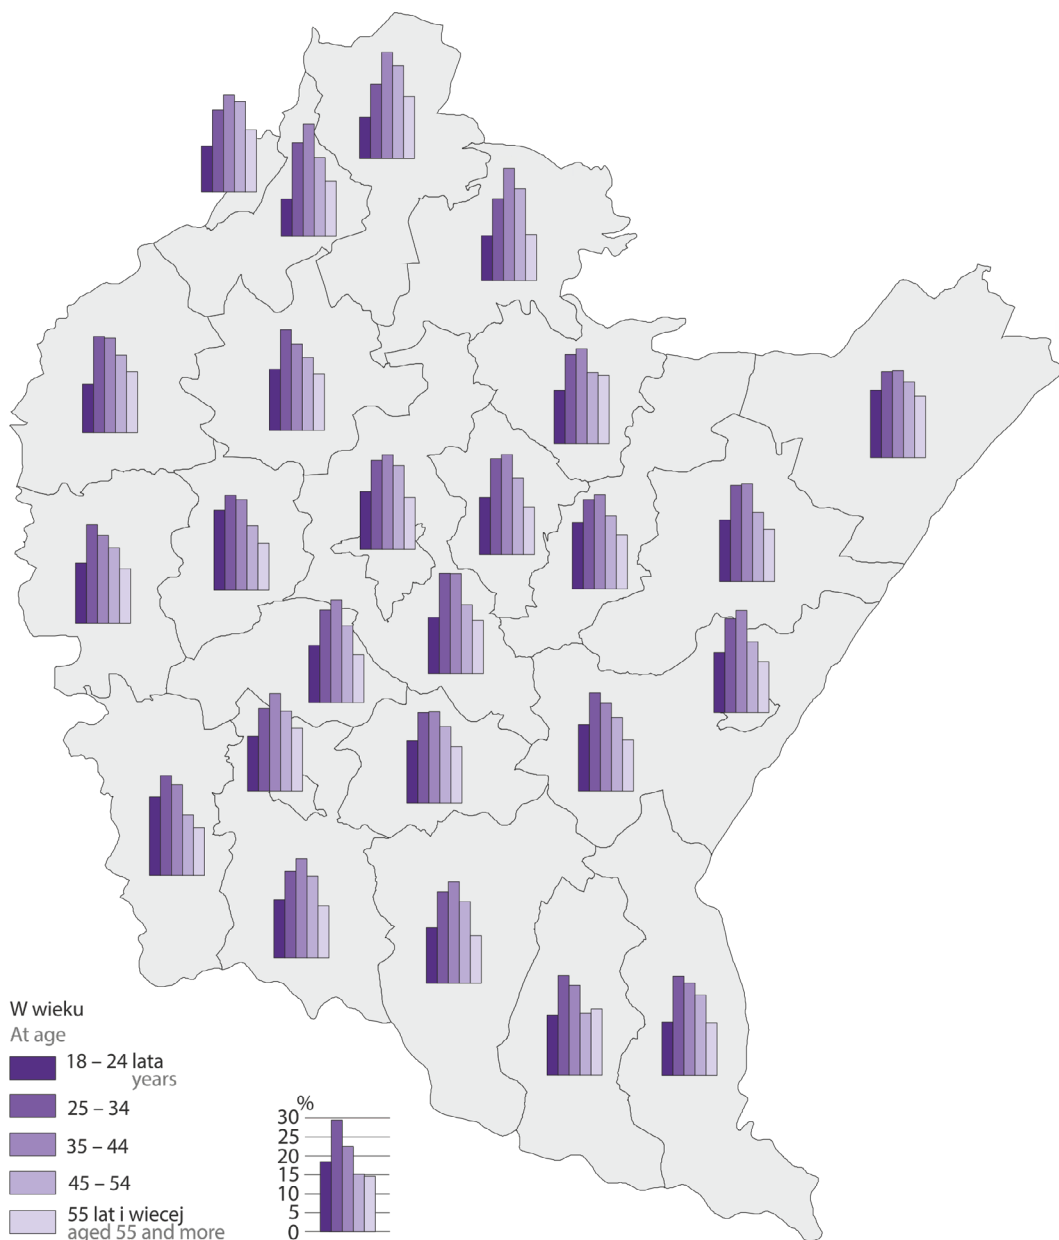 W wieku
At age
18 – 24 lata
years
25 – 34
35 – 44
45 – 54
55 lat i wiecej
aged 55 and more
%
30
25
20
15
10
5
0